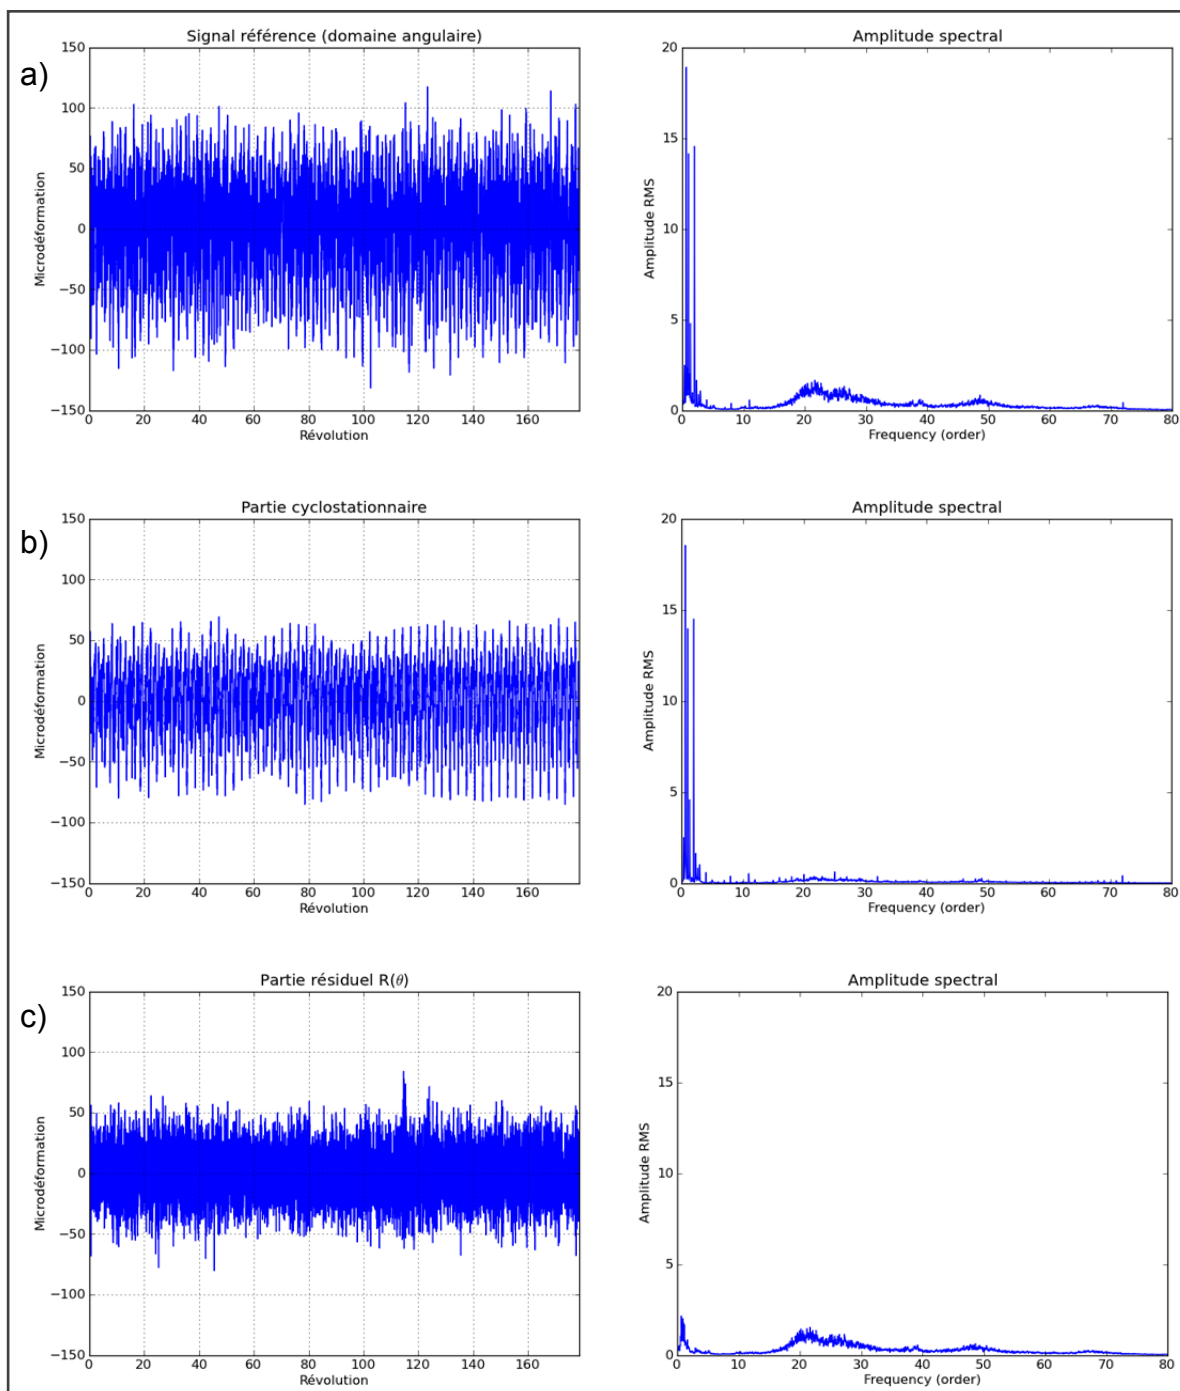 a)
Signal référence (domaine angulaire)
Microdéformation
150
100
50
0
−50
−100
−150
0 20 40 60 80 100 120 140 160
Révolution
Amplitude spectral
Amplitude RMS
20
15
10
5
0
0 10 20 30 40 50 60 70 80
Frequency (order)
b)
Partie cyclostationnaire
Microdéformation
150
100
50
0
−50
−100
−150
0 20 40 60 80 100 120 140 160
Révolution
Amplitude spectral
Amplitude RMS
20
15
10
5
0
0 10 20 30 40 50 60 70 80
Frequency (order)
c)
Partie résiduel R(θ)
Microdéformation
150
100
50
0
−50
−100
−150
0 20 40 60 80 100 120 140 160
Révolution
Amplitude spectral
Amplitude RMS
20
15
10
5
0
0 10 20 30 40 50 60 70 80
Frequency (order)